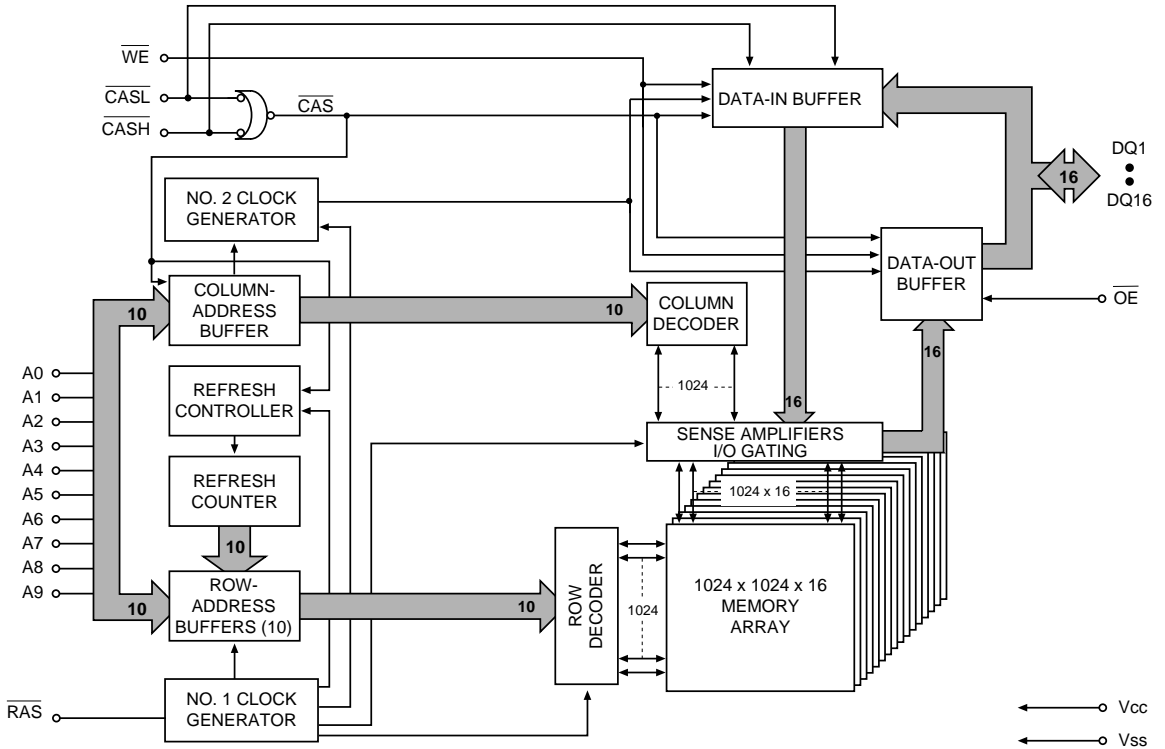 WE
CASL
CASH
CAS
DATA-IN BUFFER
16
DQ1
DQ16
NO. 2 CLOCK
GENERATOR
DATA-OUT
BUFFER
OE
COLUMN-
ADDRESS
BUFFER
10
10
COLUMN
DECODER
16
A0
A1
A2
A3
A4
A5
A6
A7
A8
A9
REFRESH
CONTROLLER
1024
16
SENSE AMPLIFIERS
I/O GATING
REFRESH
COUNTER
1024 x 16
10
10
ROW-
ADDRESS
BUFFERS (10)
10
ROW
DECODER
1024
1024 x 1024 x 16
MEMORY
ARRAY
RAS
NO. 1 CLOCK
GENERATOR
Vcc
Vss